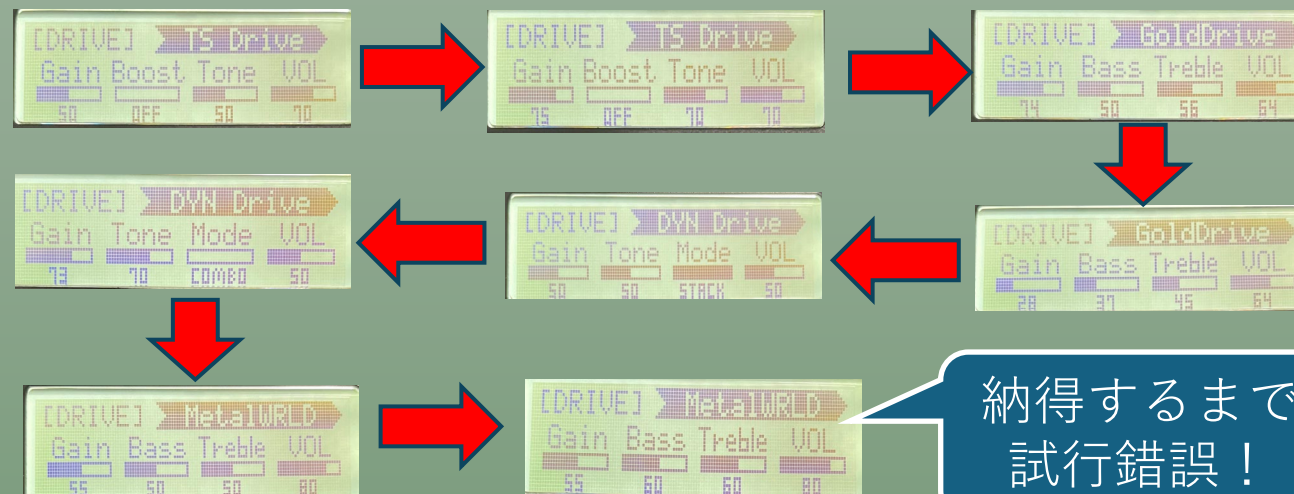 [DRIVE] TS Drive
Gain Boost Tone VOL
50 OFF 50 70
[DRIVE] TS Drive
Gain Boost Tone VOL
75 OFF 70 70
[DRIVE] GoldDrive
Gain Bass Treble VOL
74 50 56 64
[DRIVE] GoldDrive
Gain Bass Treble VOL
28 37 45 64
[DRIVE] DYN Drive
Gain Tone Mode VOL
50 50 STACK 50
[DRIVE] DYN Drive
Gain Tone Mode VOL
73 70 COMBO 50
[DRIVE] MetalWRLD
Gain Bass Treble VOL
55 50 50 80
[DRIVE] MetalWRLD
Gain Bass Treble VOL
55 60 60 80
納得するまで
試行錯誤！